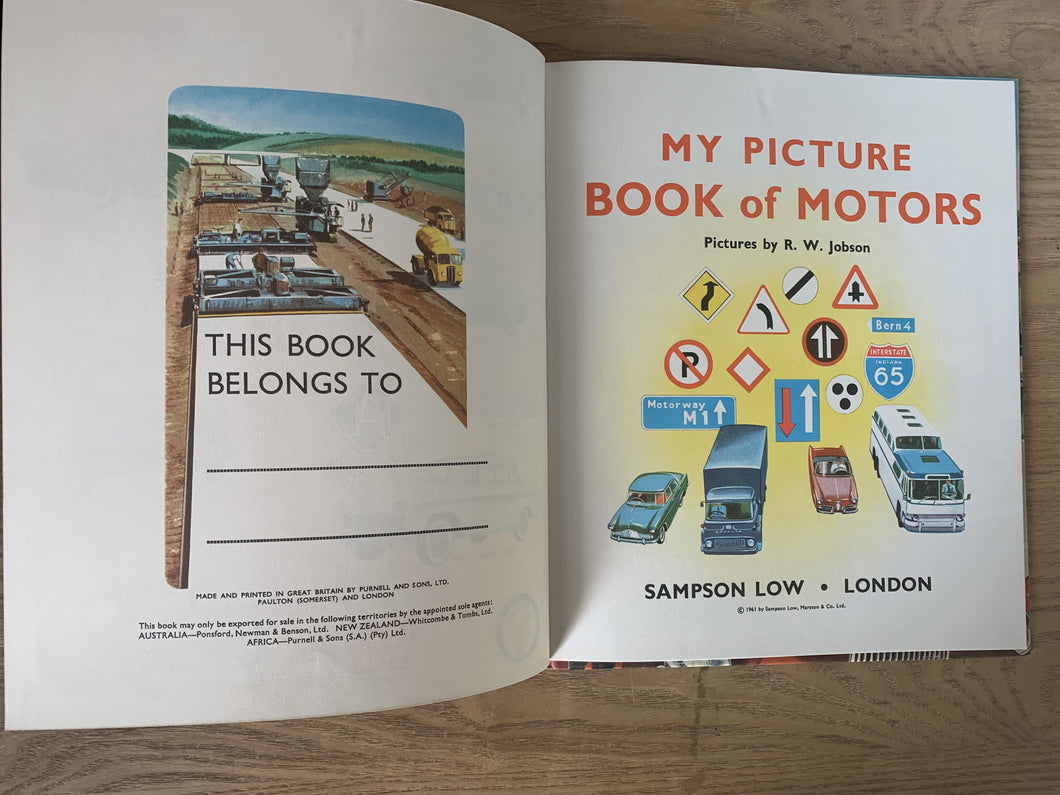 THIS BOOK
BELONGS TO
MADE AND PRINTED IN GREAT BRITAIN BY PURNELL AND SONS, LTD.
PAULTON (SOMERSET) AND LONDON
This book may only be exported for sale in the following territories by the appointed sole agents:
AUSTRALIA—Ponsford, Newman & Benson, Ltd. NEW ZEALAND—Whitcombe & Tombs, Ltd.
AFRICA—Purnell & Sons (S.A.) (Pty) Ltd.
MY PICTURE
BOOK of MOTORS
Pictures by R. W. Jobson
Bern 4
P
INTERSTATE
INDIANA
65
Motorway
M1
SAMPSON LOW • LONDON
© 1961 by Sampson Low, Marston & Co. Ltd.